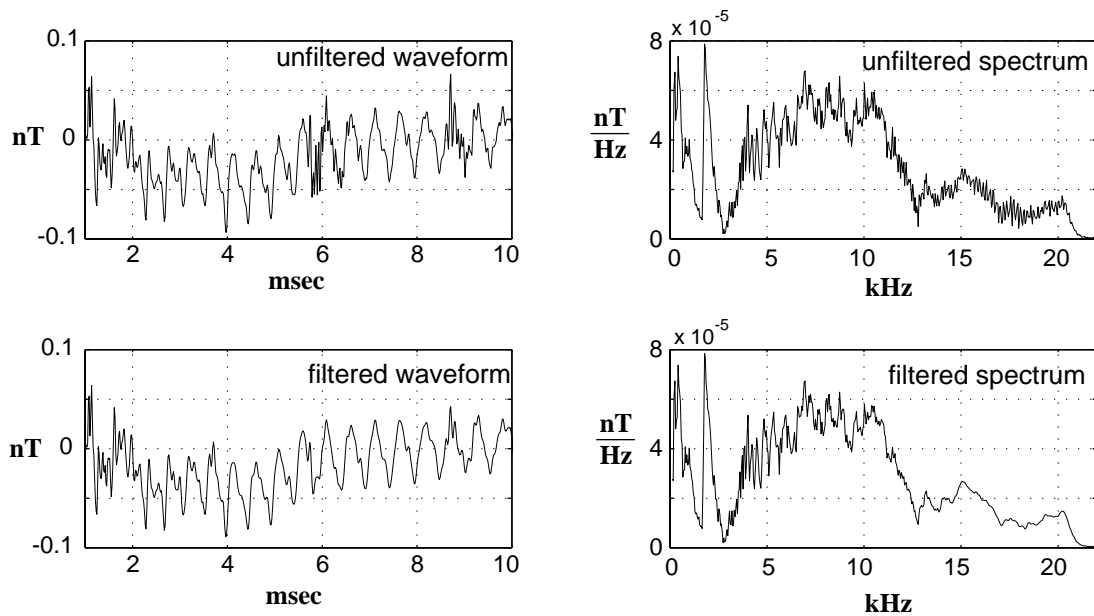 0.1
unfiltered waveform
nT
0
-0.1
2
4
6
8
10
msec
x 10 -5
8
unfiltered spectrum
nT
Hz
4
0
0
5
10
15
20
kHz
0.1
filtered waveform
nT
0
-0.1
2
4
6
8
10
msec
x 10 -5
8
filtered spectrum
nT
Hz
4
0
0
5
10
15
20
kHz